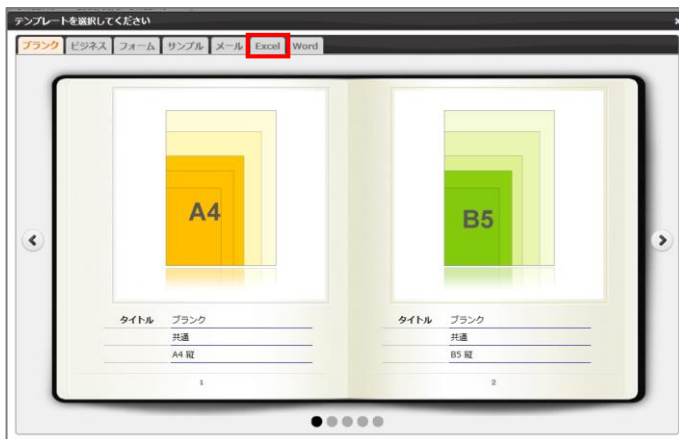 テンプレートを選択してください
ブランク ビジネス フォーム サンプル メール Excel Word
A4
B5
タイトル ブランク
共通
A4 縦
1
タイトル ブランク
共通
B5 縦
2